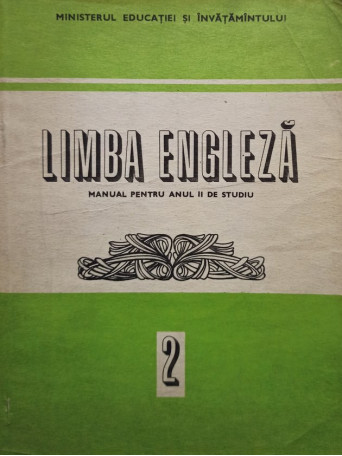 MINISTERUL EDUCAȚIEI ȘI ÎNVĂȚĂMÎNTULUI
LIMBA ENGLEZĂ
MANUAL PENTRU ANUL II DE STUDIU
2